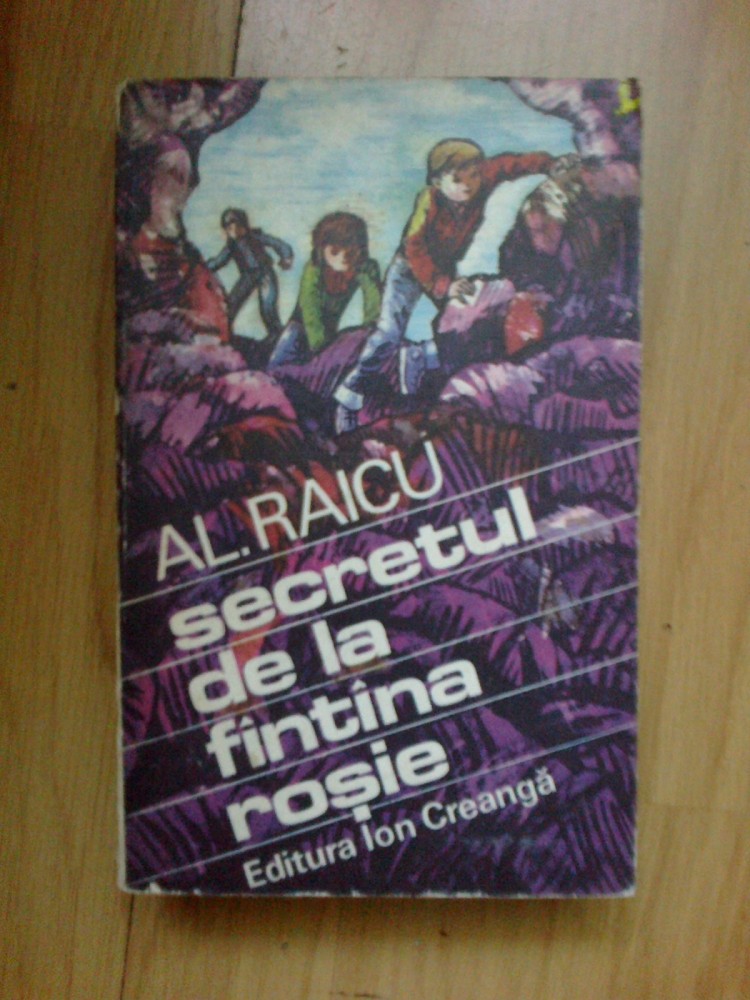 AL. RAICU
secretul
de la
fîntîna
roșie
Editura Ion Creangă